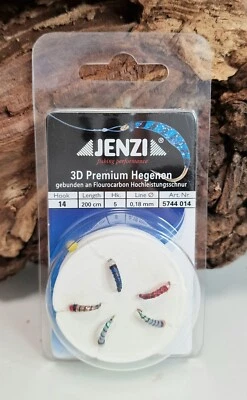 JENZI
fishing performance
3D Premium Hegenen
gebunden an Flourocarbon Hochleistungsschnur
Hook Length Hk. Line Ø Art.Nr.
14 200 cm 5 0,18 mm 5744 014